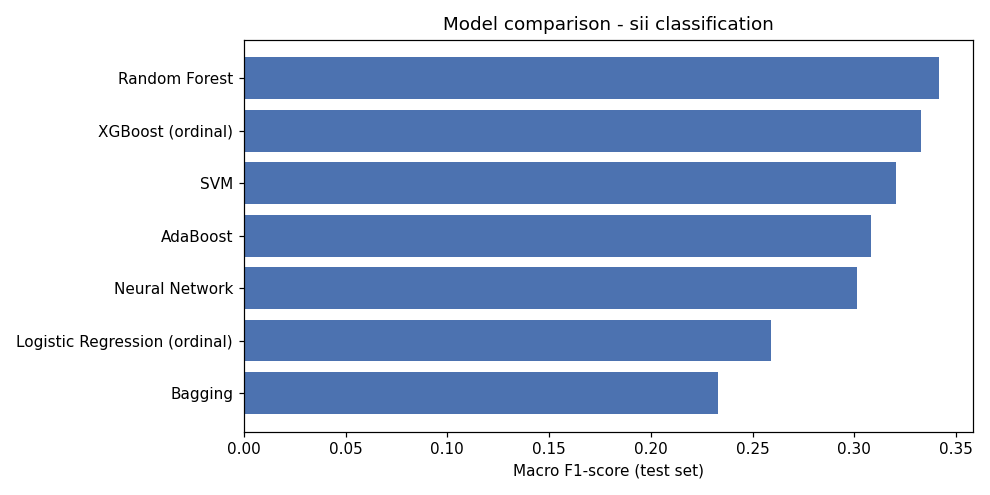 Model comparison - sii classification
Random Forest
XGBoost (ordinal)
SVM
AdaBoost
Neural Network
Logistic Regression (ordinal)
Bagging
0.00 0.05 0.10 0.15 0.20 0.25 0.30 0.35
Macro F1-score (test set)